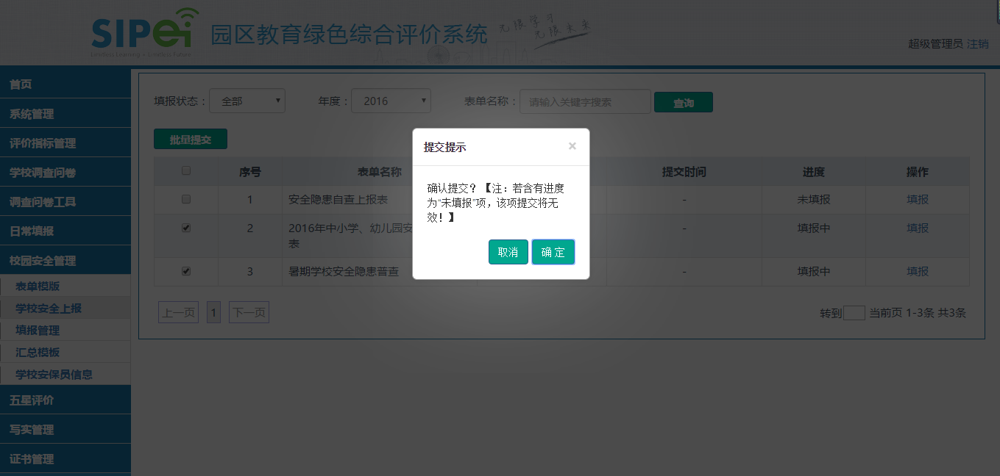 SIPei
Limitless Learning · Limitless Future
园区教育绿色综合评价系统
无限学习
无限未来
超级管理员 注销
首页
系统管理
评价指标管理
学校调查问卷
调查问卷工具
日常填报
校园安全管理
表单模版
学校安全上报
填报管理
汇总模板
学校安保员信息
五星评价
写实管理
证书管理
填报状态： 全部 年度： 2016 表单名称： 请输入关键字搜索 查询
批量提交
序号 表单名称 提交时间 进度 操作
1 安全隐患自查上报表 - 未填报 填报
2 2016年中小学、幼儿园安 - 填报中 填报
表
3 暑期学校安全隐患普查 - 填报中 填报
上一页 1 下一页 转到 当前页 1-3条 共3条
提交提示 ×
确认提交？【注：若含有进度
为“未填报”项，该项提交将无
效！】
取消 确 定